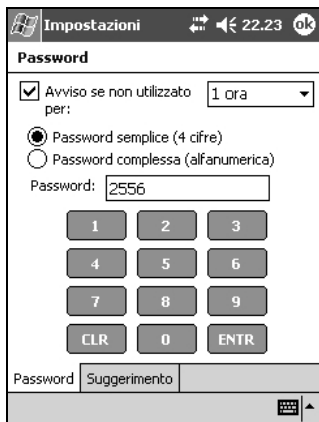 Impostazioni 22.23 ok
Password
Avviso se non utilizzato per: 1 ora
Password semplice (4 cifre)
Password complessa (alfanumerica)
Password: 2556
1 2 3
4 5 6
7 8 9
CLR 0 ENTR
Password Suggerimento